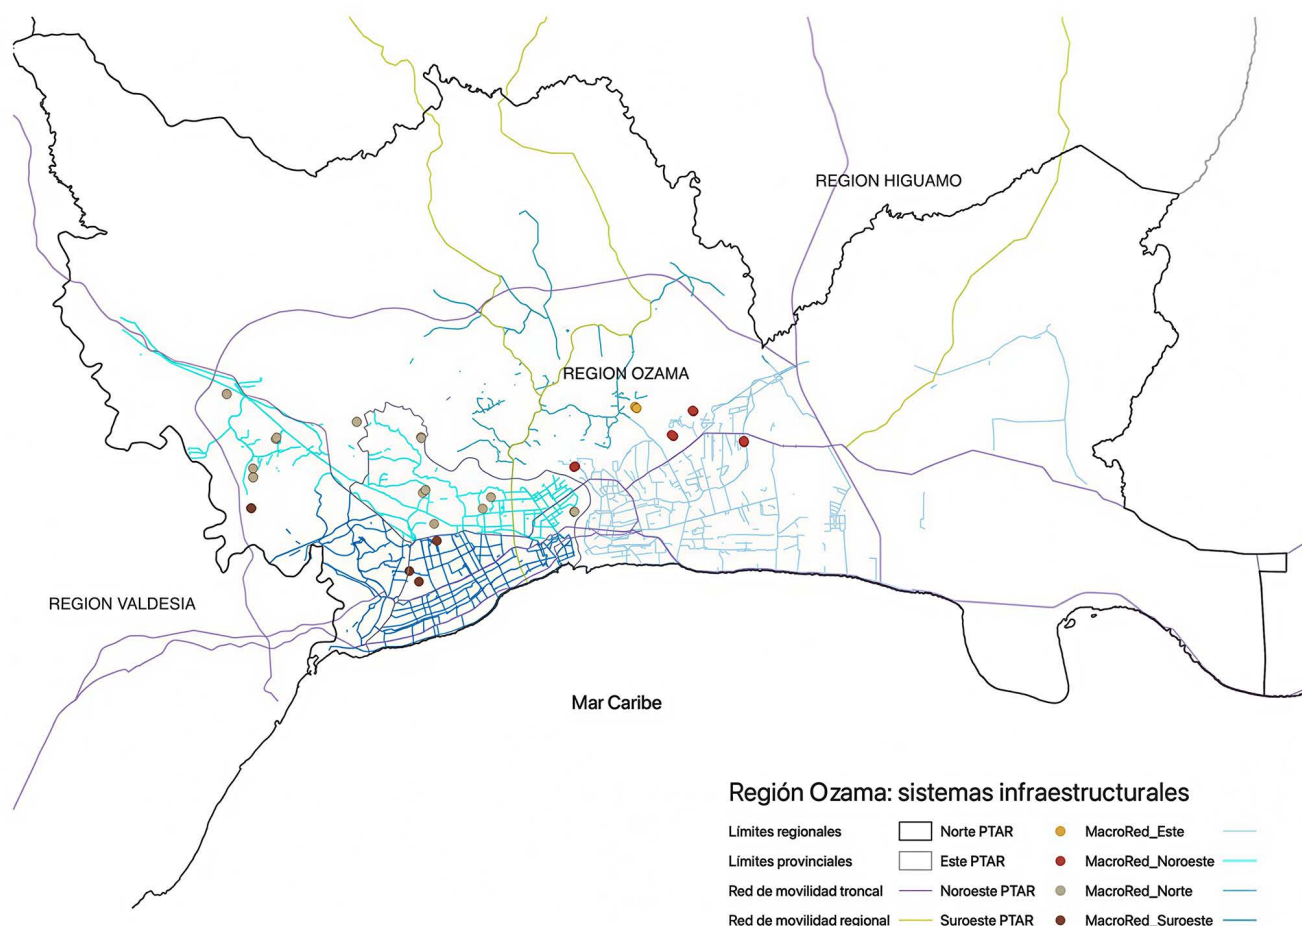 REGION HIGUAMO
REGION OZAMA
REGION VALDESIA
Mar Caribe
Región Ozama: sistemas infraestructurales
Límites regionales Norte PTAR MacroRed_Este
Límites provinciales Este PTAR MacroRed_Noroeste
Red de movilidad troncal Noroeste PTAR MacroRed_Norte
Red de movilidad regional Suroeste PTAR MacroRed_Suroeste